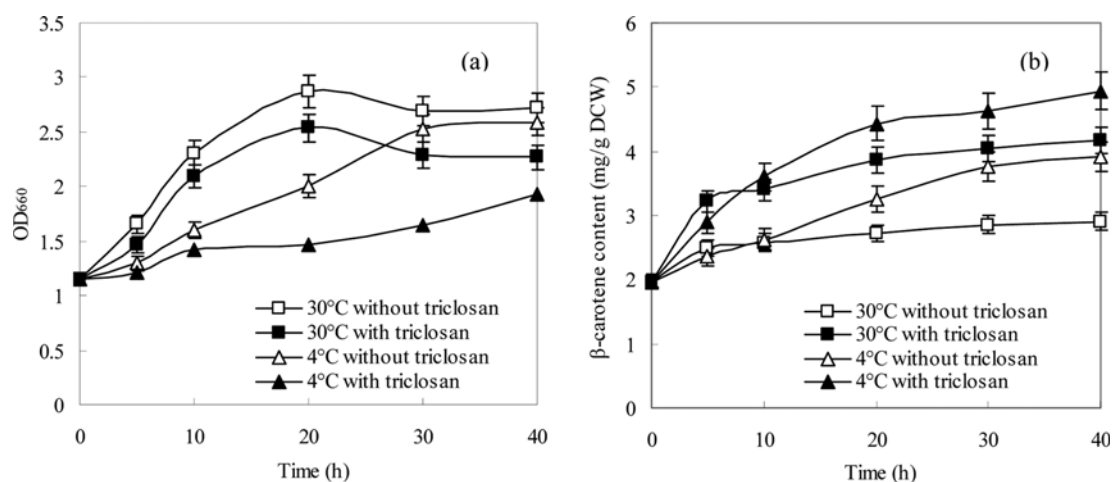 3.5
3
2.5
2
1.5
1
0.5
0
OD660
(a)
30°C without triclosan
30°C with triclosan
4°C without triclosan
4°C with triclosan
0 10 20 30 40
Time (h)
6
5
4
3
2
1
0
β-carotene content (mg/g DCW)
(b)
30°C without triclosan
30°C with triclosan
4°C without triclosan
4°C with triclosan
0 10 20 30 40
Time (h)